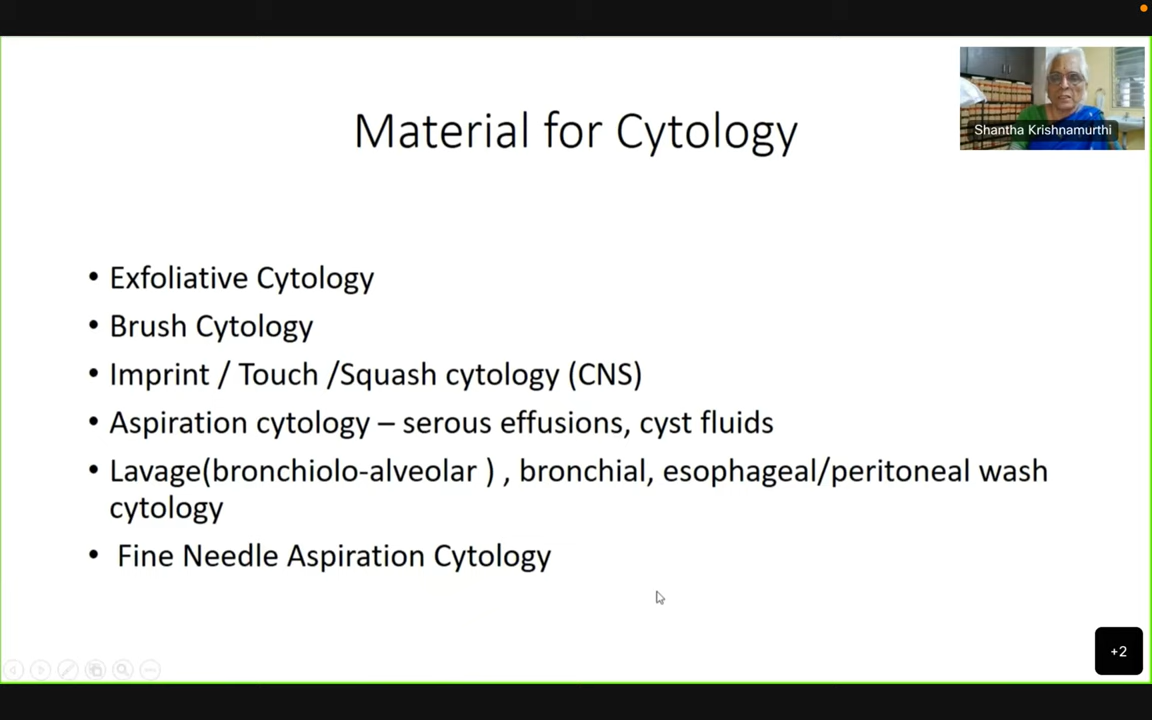 Shantha Krishnamurthi
Material for Cytology
• Exfoliative Cytology
• Brush Cytology
• Imprint / Touch /Squash cytology (CNS)
• Aspiration cytology – serous effusions, cyst fluids
• Lavage(bronchiolo-alveolar ) , bronchial, esophageal/peritoneal wash
cytology
• Fine Needle Aspiration Cytology
+2